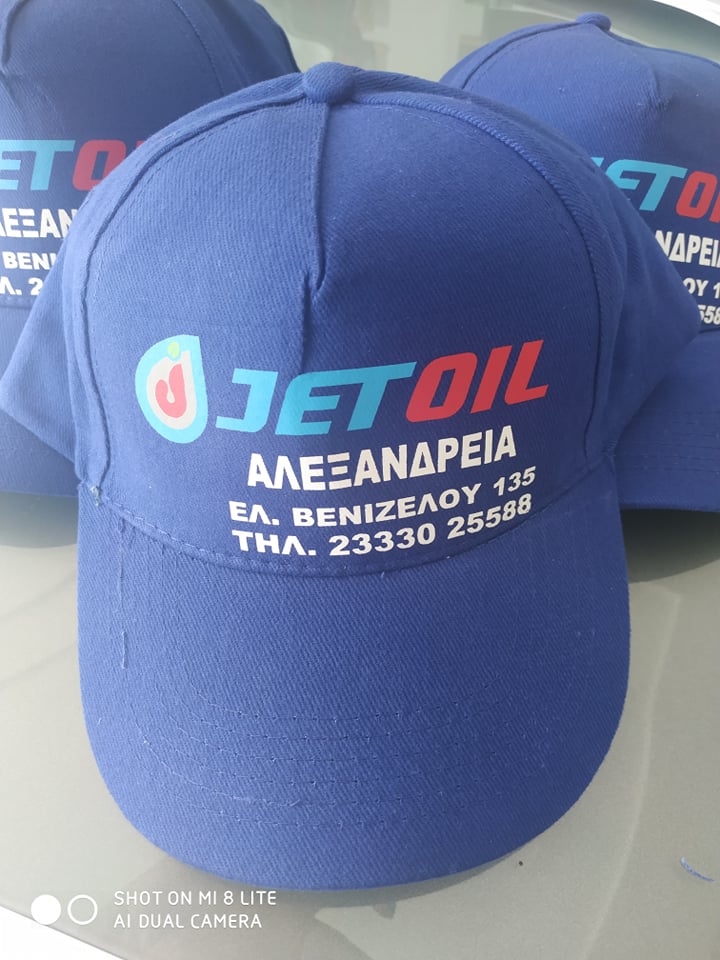 JETOIL
ΑΛΕΞΑΝΔΡΕΙΑ
ΕΛ. ΒΕΝΙΖΕΛΟΥ 135
ΤΗΛ. 23330 25588
SHOT ON MI 8 LITE
AI DUAL CAMERA